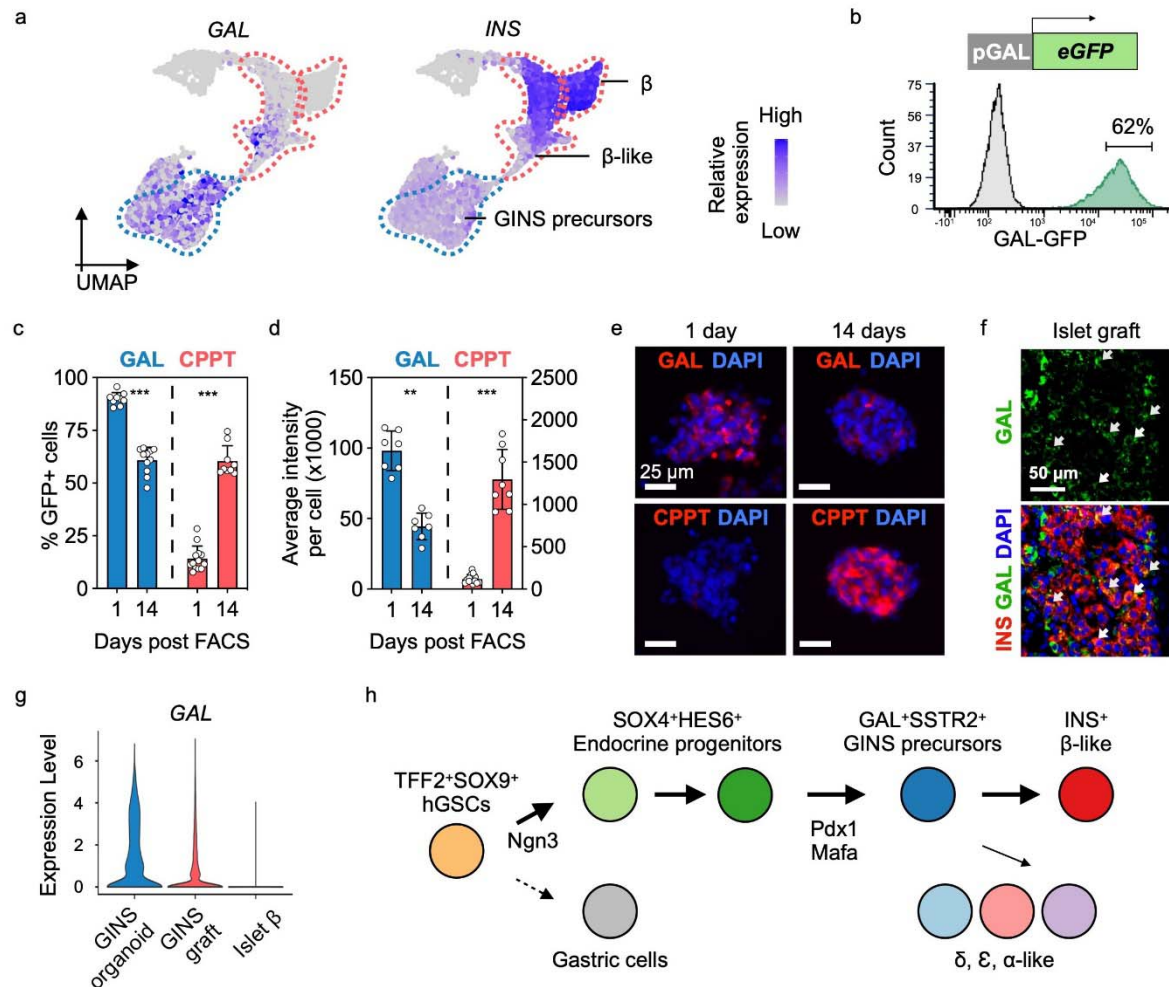 a
GAL
INS
β
β-like
GINS precursors
UMAP
Relative
expression
High
Low
b
pGAL
eGFP
75
56
37
19
0
Count
62%
-10¹
10²
10³
10⁴
10⁵
GAL-GFP
c
GAL CPPT
100
75
50
25
0
% GFP+ cells
***
***
1 14 1 14
Days post FACS
d
GAL CPPT
150
100
50
0
Average intensity
per cell (x1000)
**
***
2500
2000
1500
1000
500
0
1 14 1 14
Days post FACS
e
1 day
14 days
GAL DAPI
GAL DAPI
25 µm
CPPT DAPI
CPPT DAPI
f
Islet graft
GAL
50 µm
INS GAL DAPI
g
GAL
Expression Level
6
4
2
0
GINS
organoid
GINS
graft
Islet β
h
TFF2⁺SOX9⁺
hGSCs
Ngn3
SOX4⁺HES6⁺
Endocrine progenitors
Gastric cells
Pdx1
Mafa
GAL⁺SSTR2⁺
GINS precursors
INS⁺
β-like
δ, Ɛ, α-like